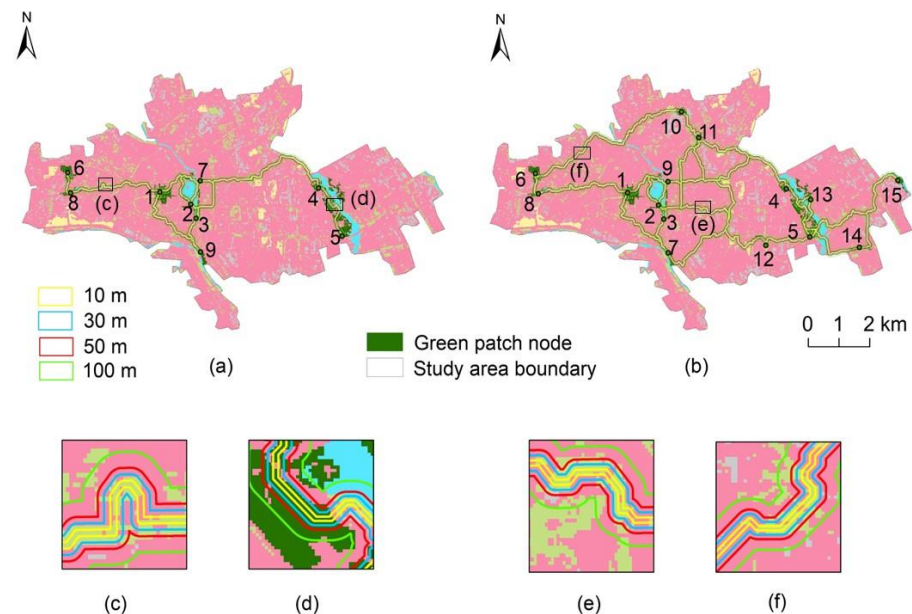 N
N
10
11
6
7
(f)
9
6
8
(c)
1
2
3
4
(d)
5
9
8
1
2
3
(e)
4
13
15
5
7
12
14
10 m
30 m
50 m
100 m
Green patch node
Study area boundary
0 1 2 km
(a)
(b)
(c)
(d)
(e)
(f)